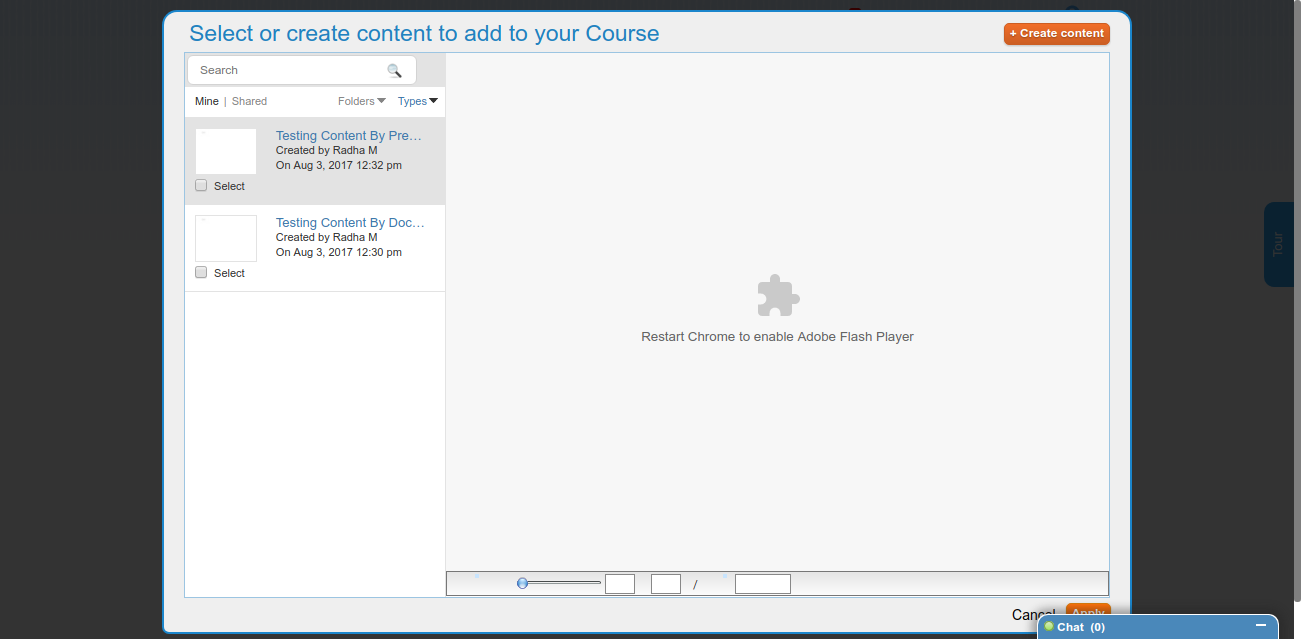 Select or create content to add to your Course
+ Create content
Search
Mine | Shared
Folders
Types
Testing Content By Pre...
Created by Radha M
On Aug 3, 2017 12:32 pm
Select
Testing Content By Doc...
Created by Radha M
On Aug 3, 2017 12:30 pm
Select
Restart Chrome to enable Adobe Flash Player
/
Tour
Cancel
Apply
Chat (0)